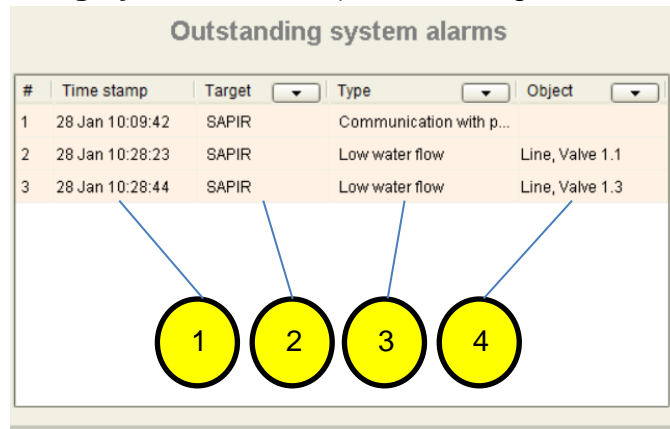 Outstanding system alarms
# Time stamp Target Type Object
1 28 Jan 10:09:42 SAPIR Communication with p...
2 28 Jan 10:28:23 SAPIR Low water flow Line, Valve 1.1
3 28 Jan 10:28:44 SAPIR Low water flow Line, Valve 1.3
1 2 3 4